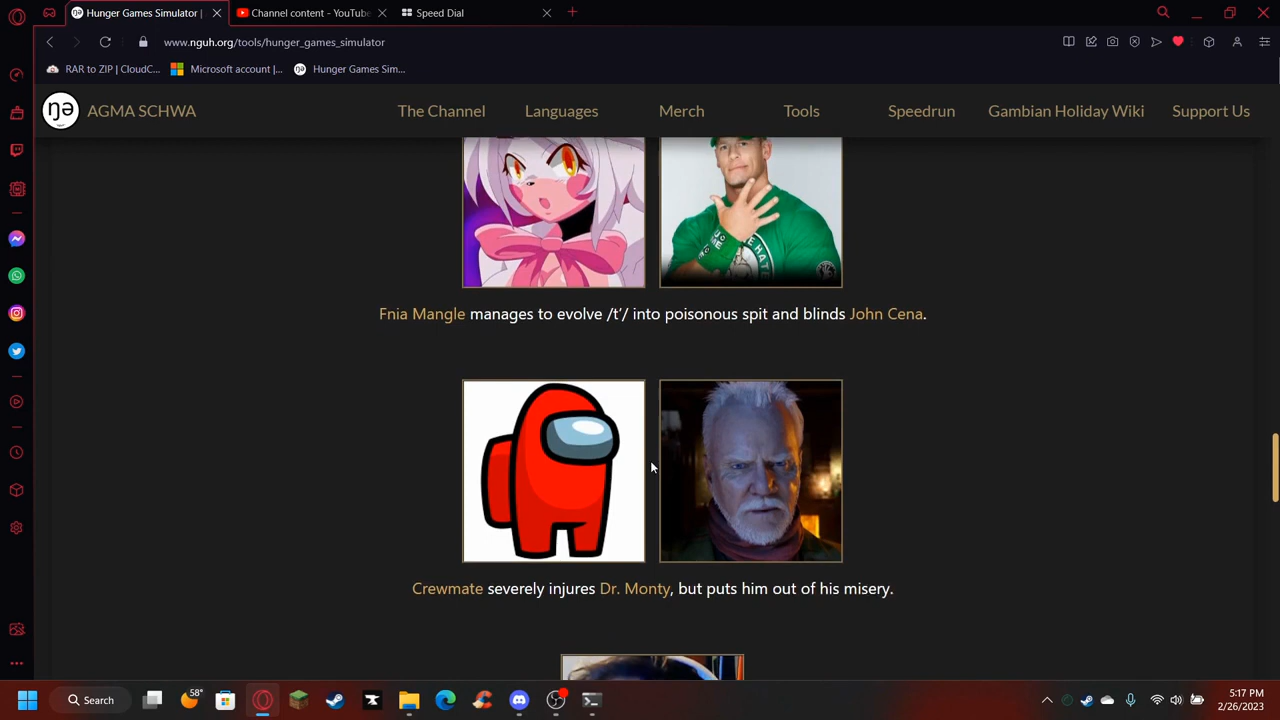 Hunger Games Simulator |
Channel content - YouTube
Speed Dial
www.nguh.org/tools/hunger_games_simulator
RAR to ZIP | CloudC...
Microsoft account |...
Hunger Games Sim...
ŋə AGMA SCHWA
The Channel
Languages
Merch
Tools
Speedrun
Gambian Holiday Wiki
Support Us
Fnia Mangle manages to evolve /t'/ into poisonous spit and blinds John Cena.
Crewmate severely injures Dr. Monty, but puts him out of his misery.
58°
Search
5:17 PM
2/26/2023